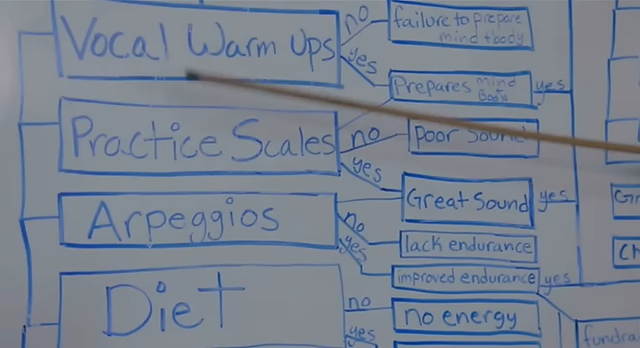 Vocal Warm Ups
no
failure to prepare
mind + body
yes
Prepares mind
+
Body
yes
Practice Scales
no
Poor Sound
yes
Great Sound
yes
Arpeggios
no
lack endurance
yes
improved endurance
yes
Diet
no
no energy
yes
fundra